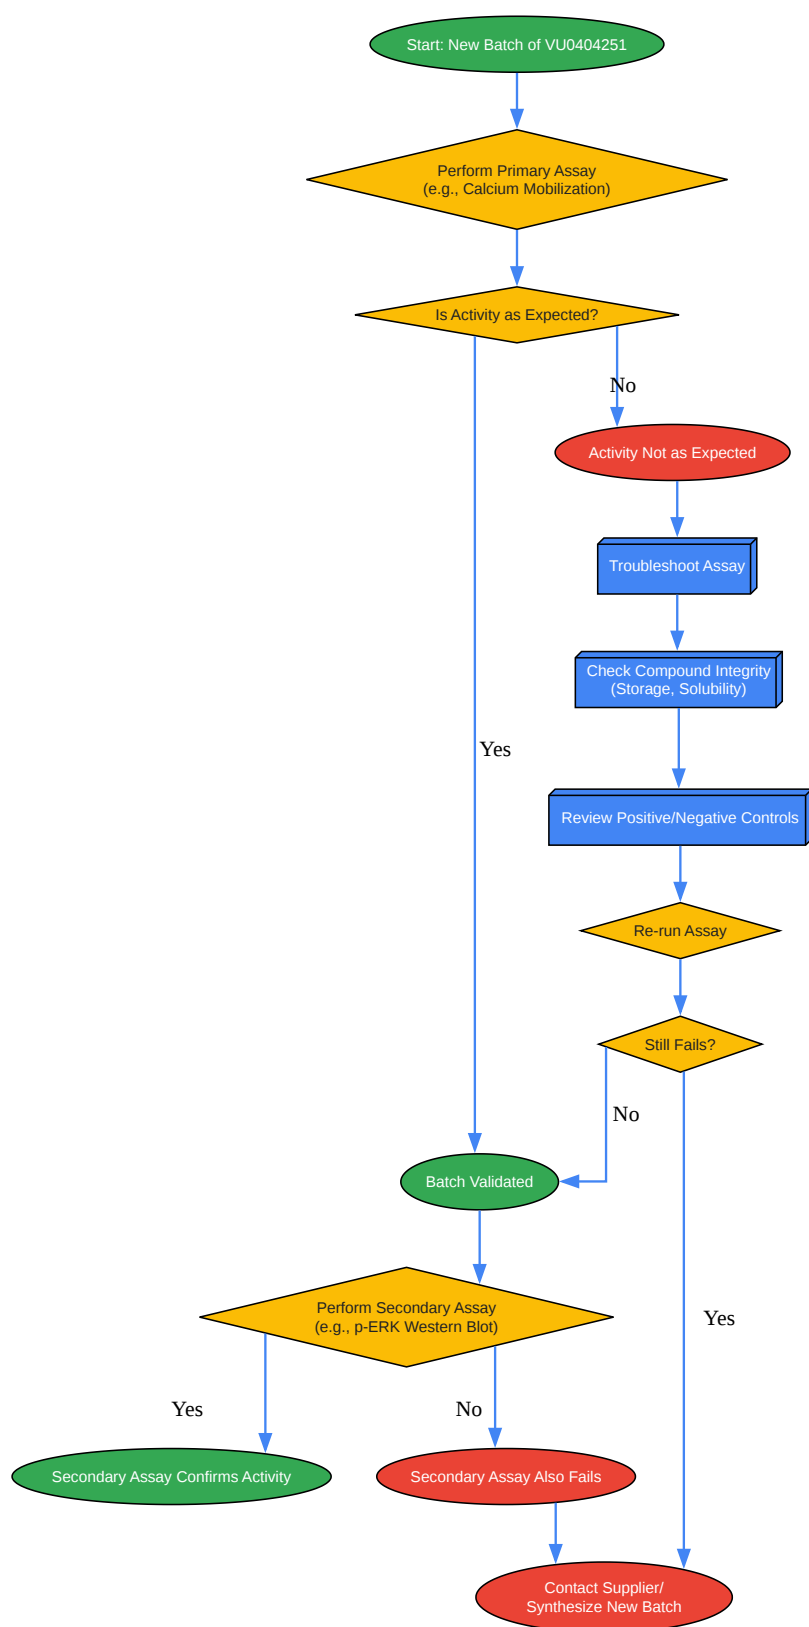 Start: New Batch of VU0404251
Perform Primary Assay
(e.g., Calcium Mobilization)
Is Activity as Expected?
No
Activity Not as Expected
Troubleshoot Assay
Check Compound Integrity
(Storage, Solubility)
Yes
Review Positive/Negative Controls
Re-run Assay
Still Fails?
No
Batch Validated
Perform Secondary Assay
(e.g., p-ERK Western Blot)
Yes
Yes
No
Secondary Assay Confirms Activity
Secondary Assay Also Fails
Contact Supplier/
Synthesize New Batch